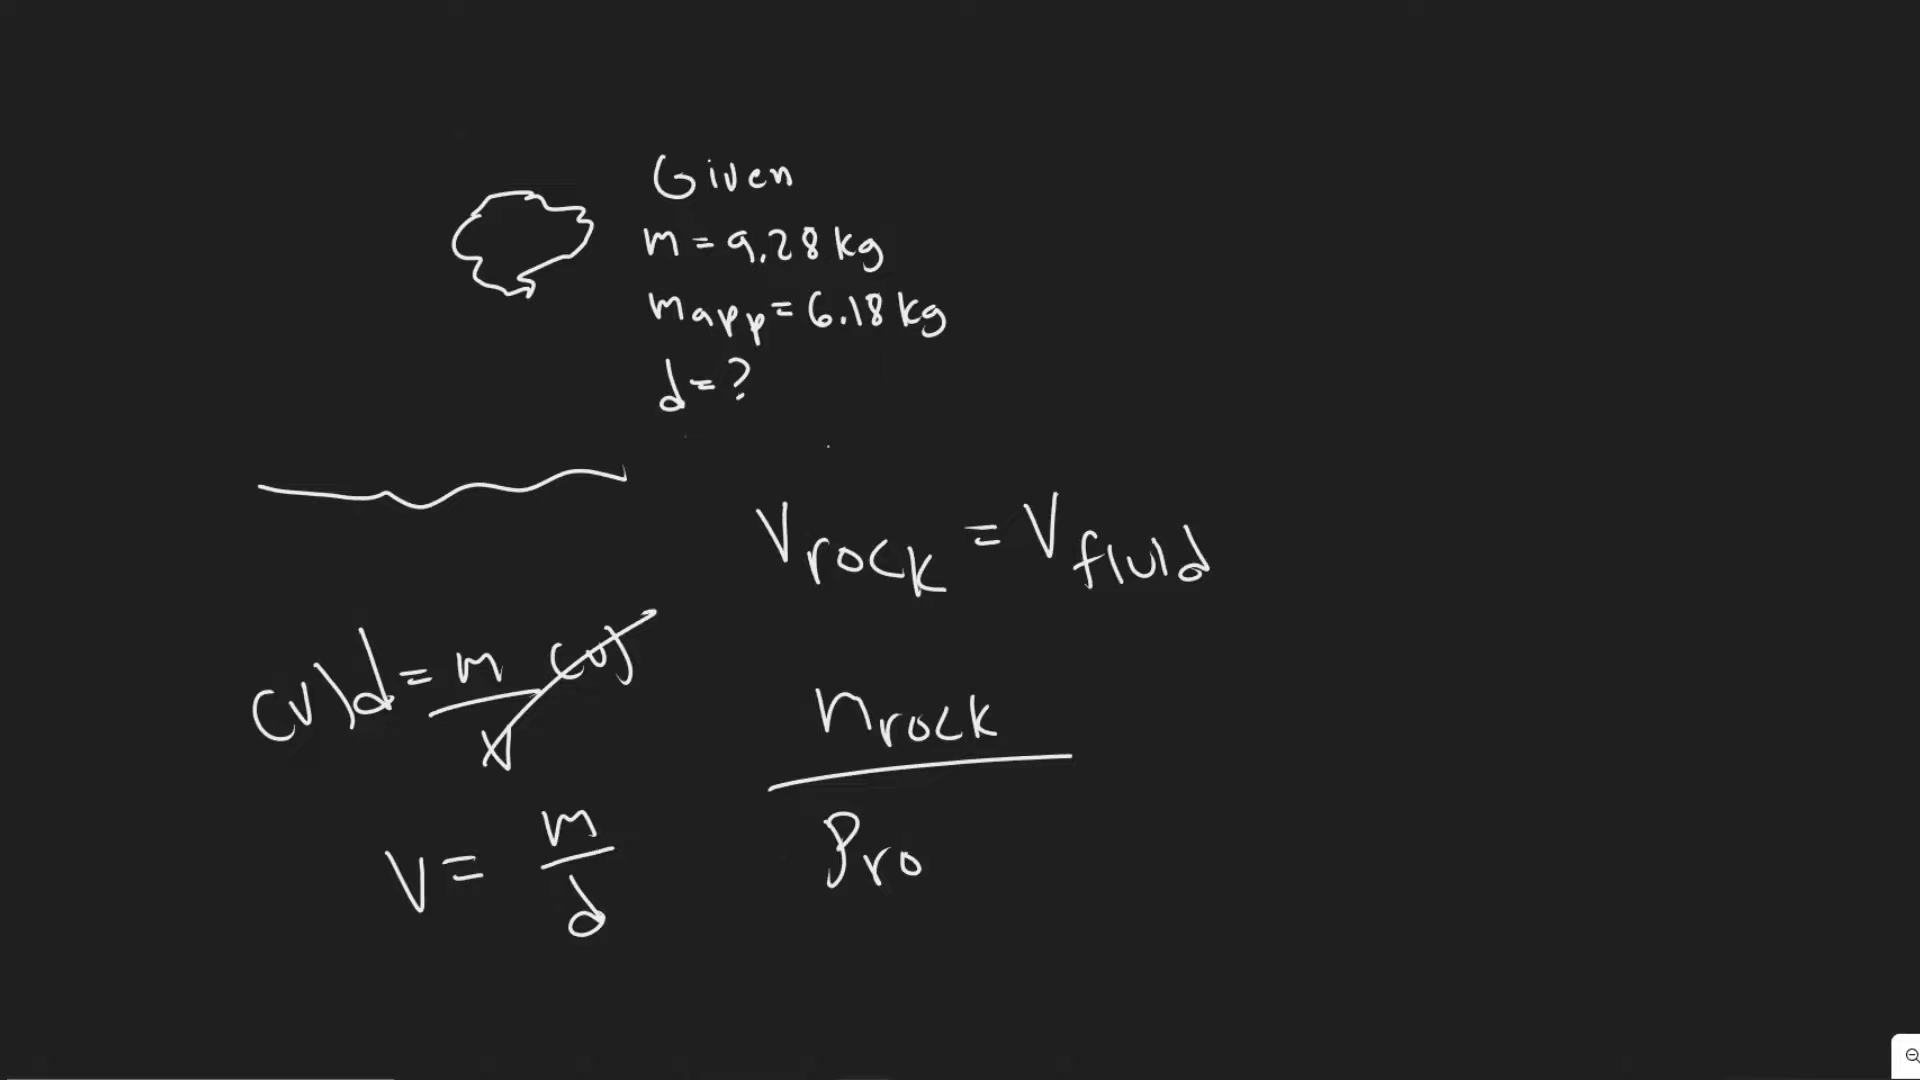 Given
m = 9.28 kg
mapp = 6.18 kg
d = ?
Vrock = Vfluid
(v) d = m (v)
v
mrock
ρro
v = m
d